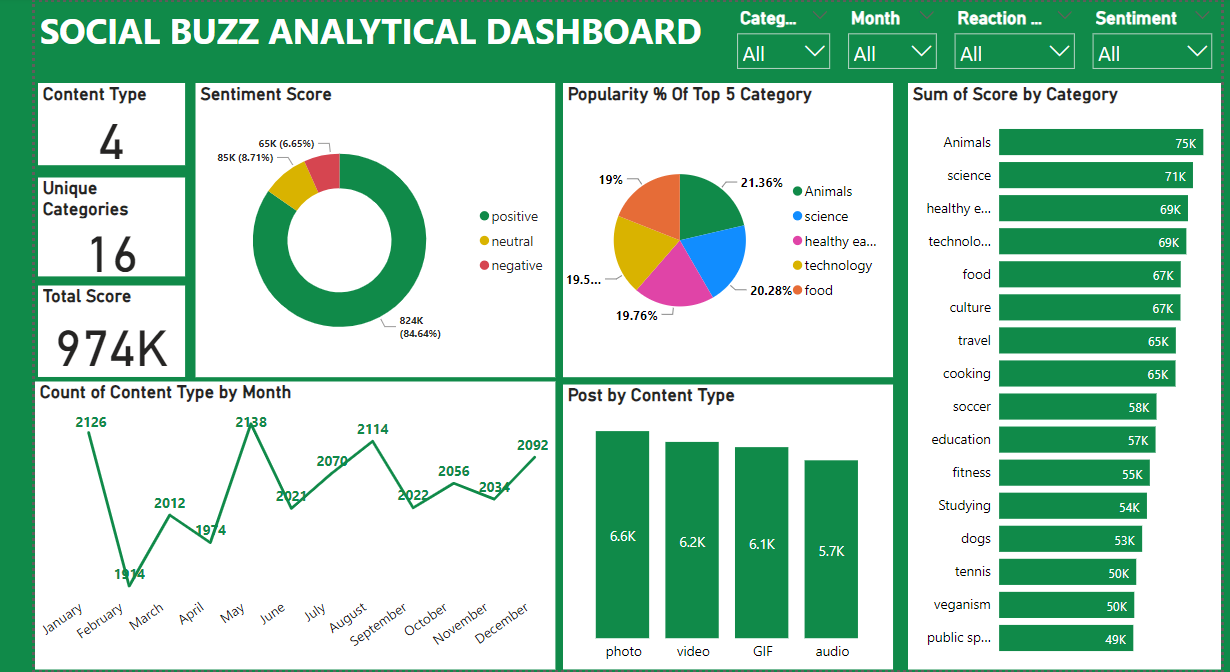 SOCIAL BUZZ ANALYTICAL DASHBOARD
Categ...
All
Month
All
Reaction ...
All
Sentiment
All
Content Type
4
Unique
Categories
16
Total Score
974K
Sentiment Score
65K (6.65%)
85K (8.71%)
824K
(84.64%)
positive
neutral
negative
Popularity % Of Top 5 Category
19%
21.36%
19.5...
20.28%
19.76%
Animals
science
healthy ea...
technology
food
Sum of Score by Category
Animals 75K
science 71K
healthy e... 69K
technolo... 69K
food 67K
culture 67K
travel 65K
cooking 65K
soccer 58K
education 57K
fitness 55K
Studying 54K
dogs 53K
tennis 50K
veganism 50K
public sp... 49K
Count of Content Type by Month
2126
1914
2012
1974
2138
2021
2070
2114
2022
2056
2034
2092
January
February
March
April
May
June
July
August
September
October
November
December
Post by Content Type
6.6K
6.2K
6.1K
5.7K
photo
video
GIF
audio